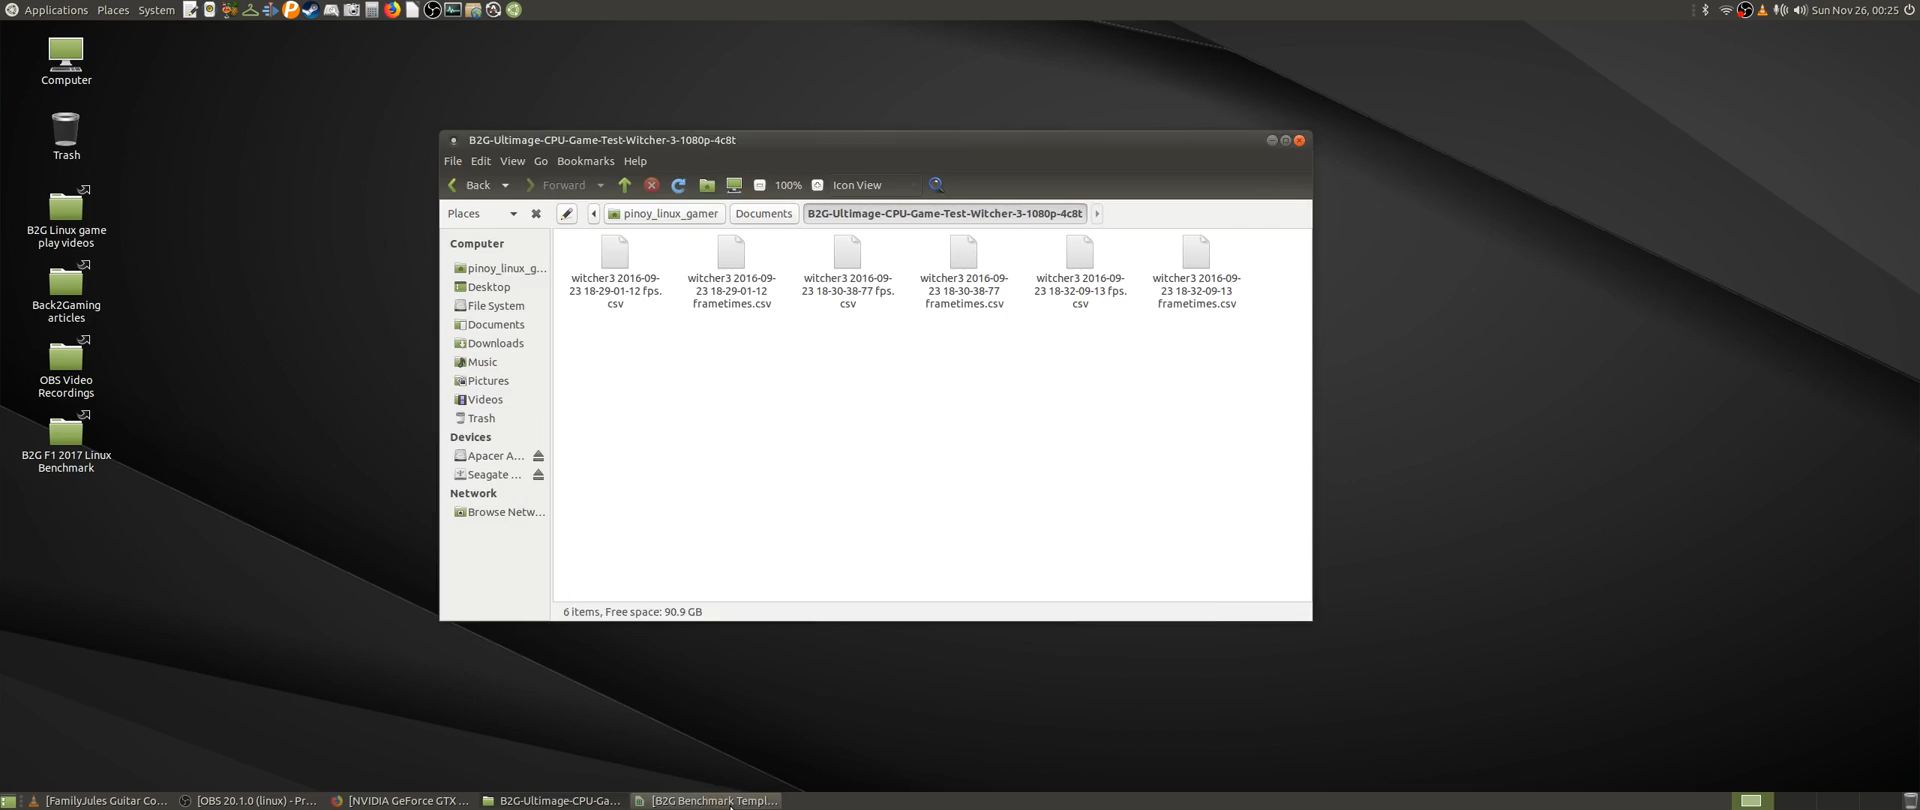 Applications Places System
Sun Nov 26, 00:25
Computer
Trash
B2G Linux game
play videos
Back2Gaming
articles
OBS Video
Recordings
B2G F1 2017 Linux
Benchmark
B2G-Ultimage-CPU-Game-Test-Witcher-3-1080p-4c8t
File Edit View Go Bookmarks Help
Back Forward 100% Icon View
Places pinoy_linux_gamer Documents B2G-Ultimage-CPU-Game-Test-Witcher-3-1080p-4c8t
Computer
pinoy_linux_g...
Desktop
File System
Documents
Downloads
Music
Pictures
Videos
Trash
Devices
Apacer A...
Seagate ...
Network
Browse Netw...
witcher3 2016-09-
23 18-29-01-12 fps.
csv
witcher3 2016-09-
23 18-29-01-12
frametimes.csv
witcher3 2016-09-
23 18-30-38-77 fps.
csv
witcher3 2016-09-
23 18-30-38-77
frametimes.csv
witcher3 2016-09-
23 18-32-09-13 fps.
csv
witcher3 2016-09-
23 18-32-09-13
frametimes.csv
6 items, Free space: 90.9 GB
[FamilyJules Guitar Co... [OBS 20.1.0 (linux) - Pr... [NVIDIA GeForce GTX ... B2G-Ultimage-CPU-Ga... [B2G Benchmark Templ...